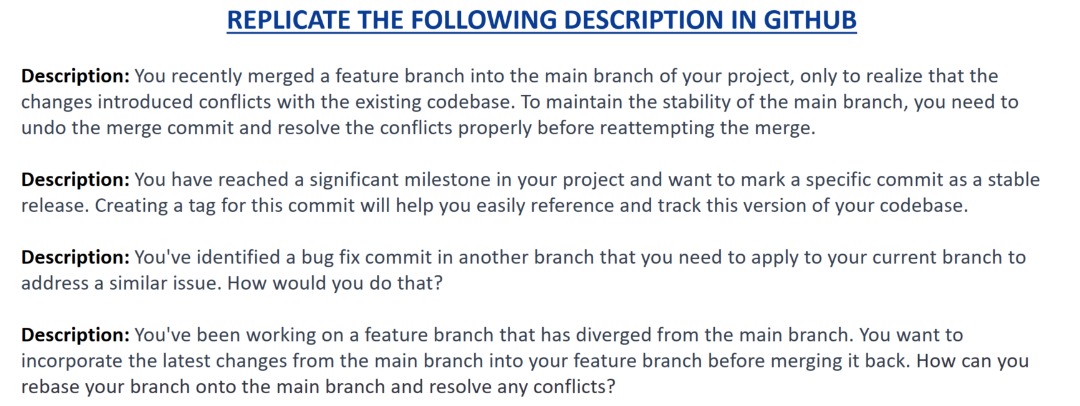 REPLICATE THE FOLLOWING DESCRIPTION IN GITHUB
Description: You recently merged a feature branch into the main branch of your project, only to realize that the
changes introduced conflicts with the existing codebase. To maintain the stability of the main branch, you need to
undo the merge commit and resolve the conflicts properly before reattempting the merge.
Description: You have reached a significant milestone in your project and want to mark a specific commit as a stable
release. Creating a tag for this commit will help you easily reference and track this version of your codebase.
Description: You've identified a bug fix commit in another branch that you need to apply to your current branch to
address a similar issue. How would you do that?
Description: You've been working on a feature branch that has diverged from the main branch. You want to
incorporate the latest changes from the main branch into your feature branch before merging it back. How can you
rebase your branch onto the main branch and resolve any conflicts?